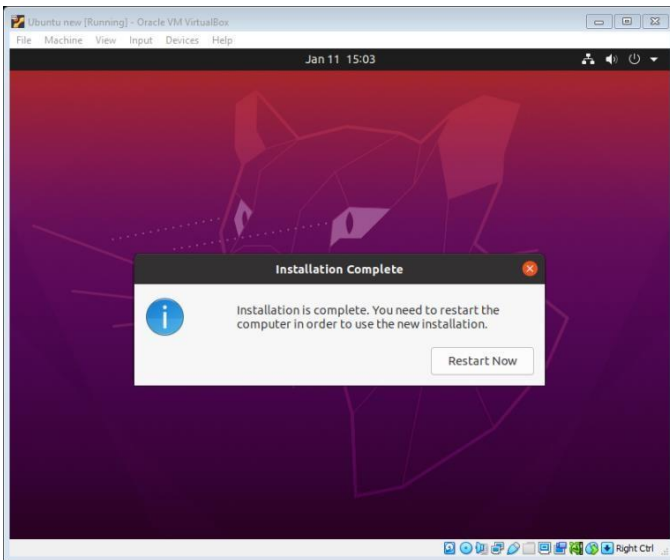 Ubuntu new [Running] - Oracle VM VirtualBox
File Machine View Input Devices Help
Jan 11 15:03
Installation Complete
Installation is complete. You need to restart the
computer in order to use the new installation.
Restart Now
Right Ctrl